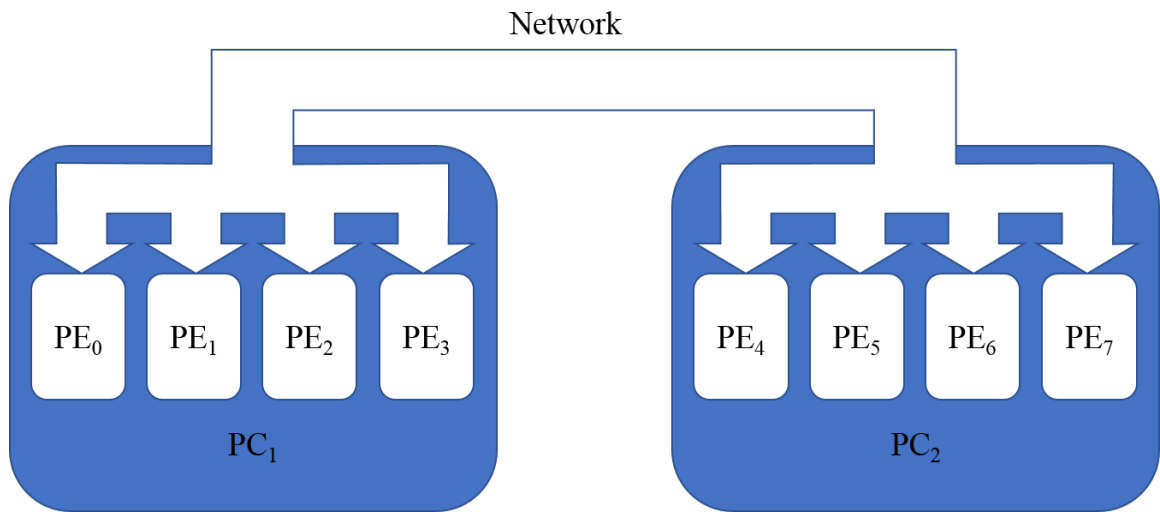 Network
PE₀ PE₁ PE₂ PE₃ PE₄ PE₅ PE₆ PE₇
PC₁ PC₂